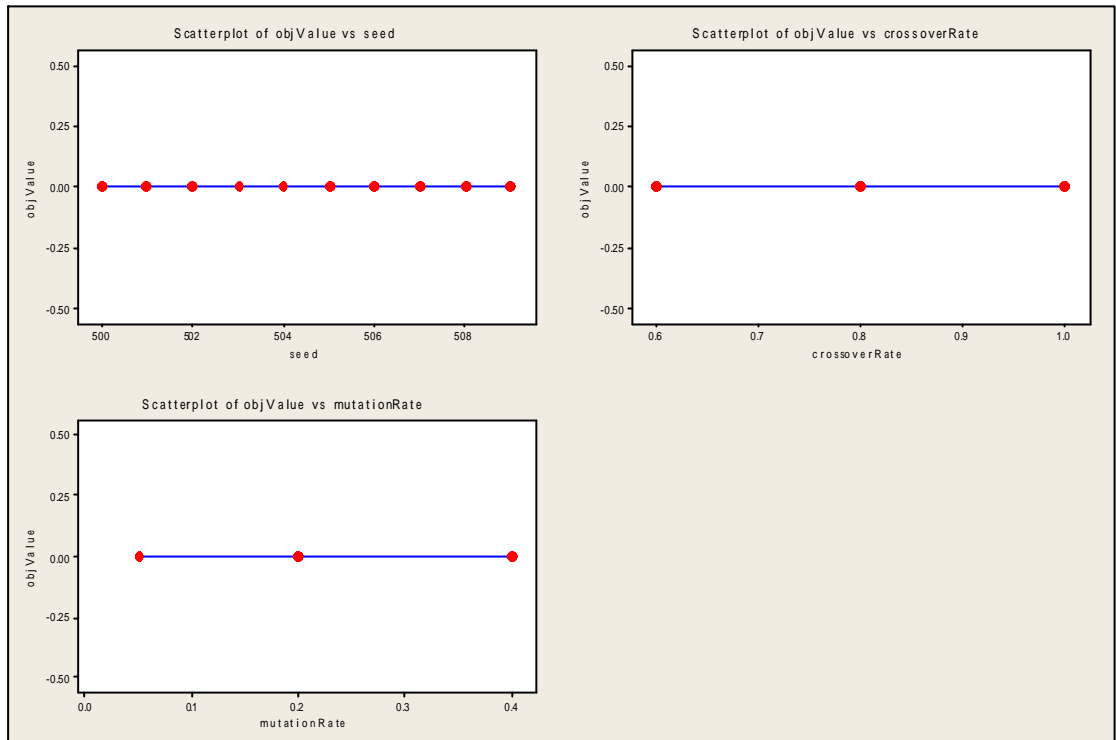 Scatterplot of objValue vs seed
0.50
0.25
0.00
-0.25
-0.50
objValue
500 502 504 506 508
seed
Scatterplot of objValue vs crossoverRate
0.50
0.25
0.00
-0.25
-0.50
objValue
0.6 0.7 0.8 0.9 1.0
crossoverRate
Scatterplot of objValue vs mutationRate
0.50
0.25
0.00
-0.25
-0.50
objValue
0.0 0.1 0.2 0.3 0.4
mutationRate